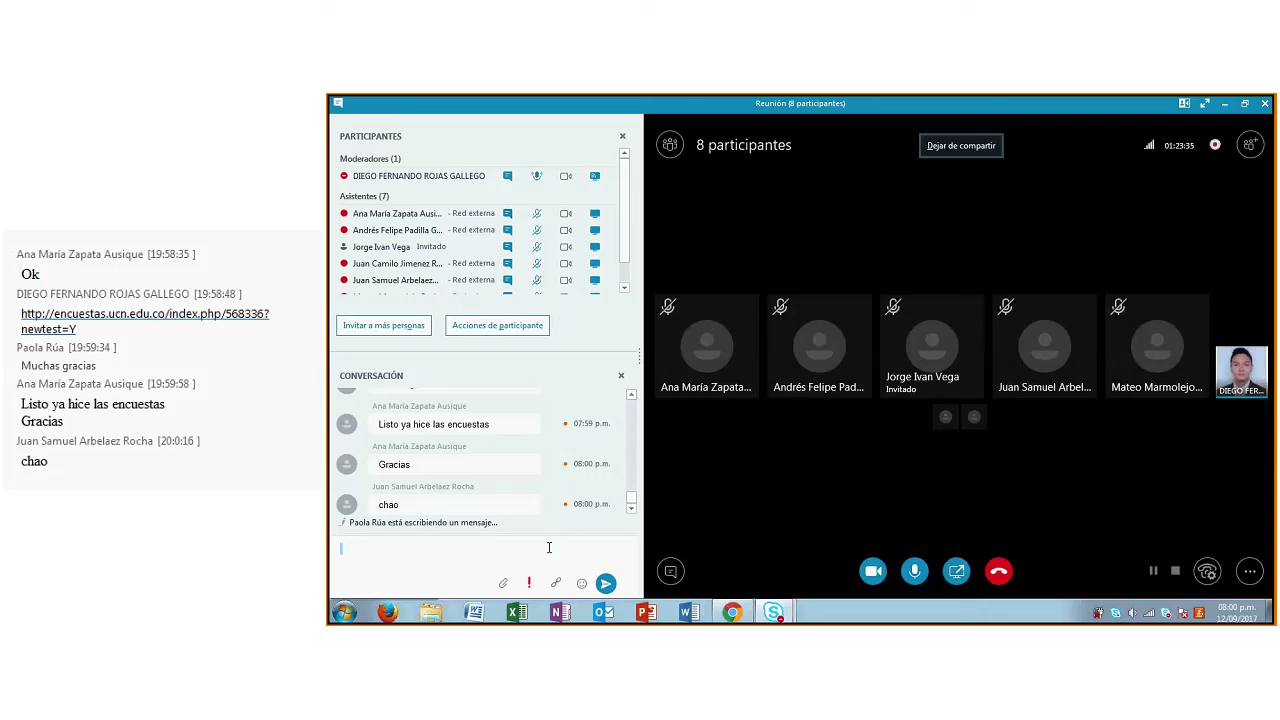 Ana María Zapata Ausique [19:58:35 ]
Ok
DIEGO FERNANDO ROJAS GALLEGO [19:58:48 ]
http://encuestas.ucn.edu.co/index.php/568336?
newtest=Y
Paola Rúa [19:59:34 ]
Muchas gracias
Ana María Zapata Ausique [19:59:58 ]
Listo ya hice las encuestas
Gracias
Juan Samuel Arbelaez Rocha [20:0:16 ]
chao
Reunión (8 participantes)
PARTICIPANTES
Moderadores (1)
DIEGO FERNANDO ROJAS GALLEGO
Asistentes (7)
Ana María Zapata Ausi... - Red externa
Andrés Felipe Padilla G... - Red externa
Jorge Ivan Vega Invitado
Juan Camilo Jimenez R... - Red externa
Juan Samuel Arbelaez... - Red externa
Invitar a más personas
Acciones de participante
CONVERSACIÓN
Ana María Zapata Ausique
Listo ya hice las encuestas 07:59 p.m.
Ana María Zapata Ausique
Gracias 08:00 p.m.
Juan Samuel Arbelaez Rocha
chao 08:00 p.m.
Paola Rúa está escribiendo un mensaje...
8 participantes
Dejar de compartir
01:23:35
Ana María Zapata...
Andrés Felipe Pad...
Jorge Ivan Vega
Invitado
Juan Samuel Arbel...
Mateo Marmolejo...
DIEGO FER...
08:00 p.m.
12/09/2017